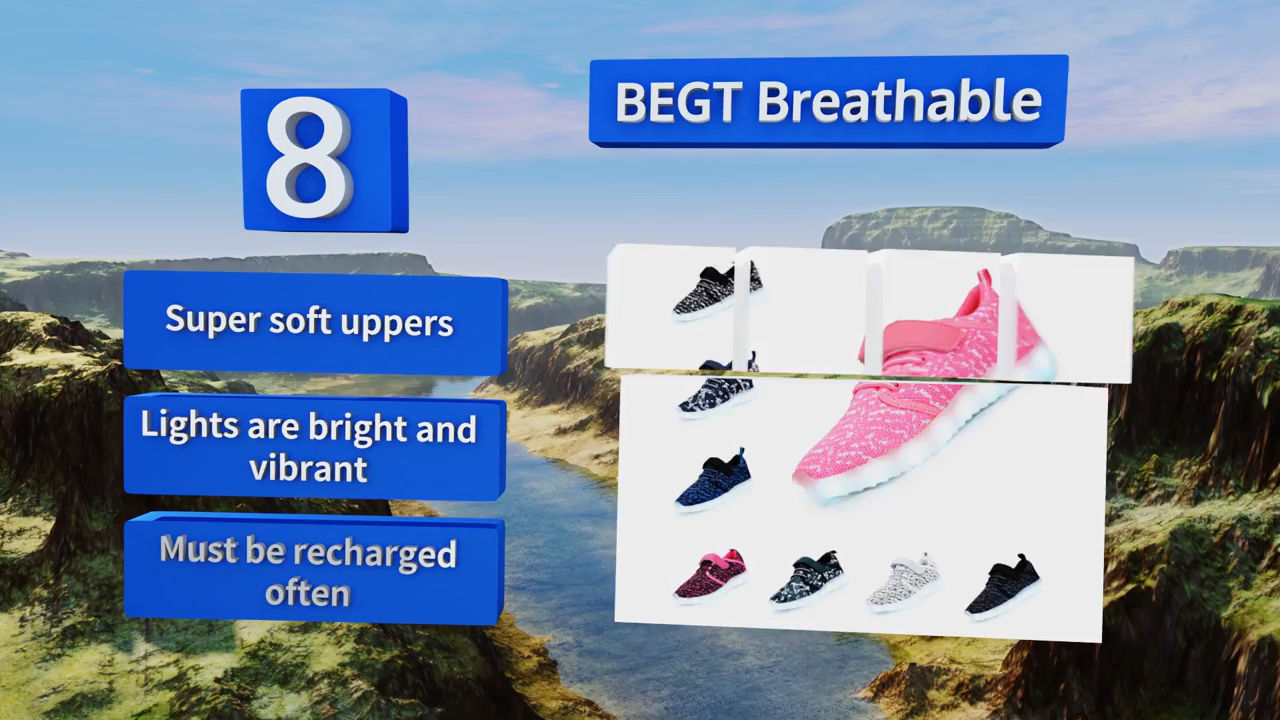 8
BEGT Breathable
Super soft uppers
Lights are bright and
vibrant
Must be recharged
often